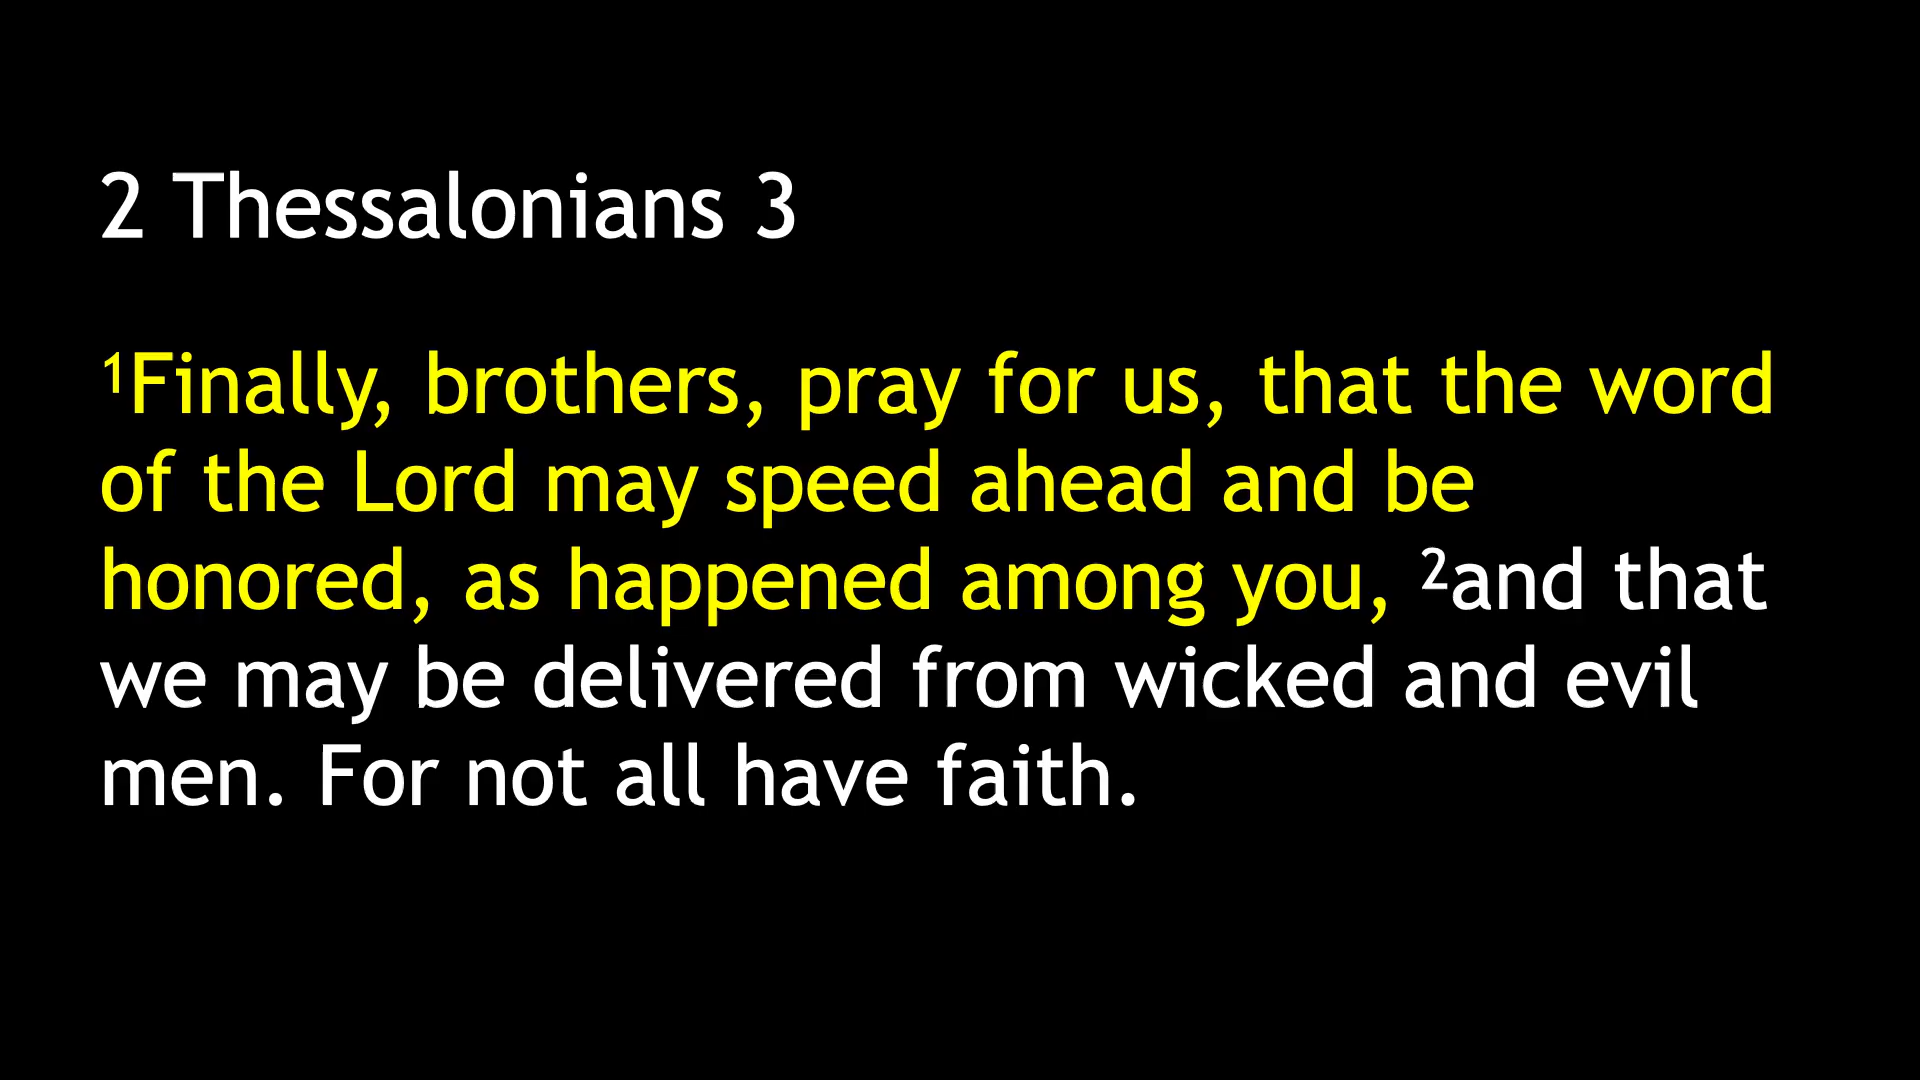 2 Thessalonians 3
¹Finally, brothers, pray for us, that the word
of the Lord may speed ahead and be
honored, as happened among you, ²and that
we may be delivered from wicked and evil
men. For not all have faith.